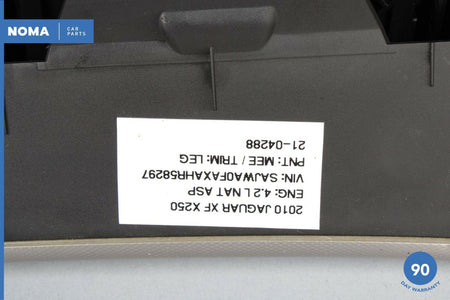 NOMA CAR PARTS
2010 JAGUAR XF X250
ENG: 4.2 L NAT ASP
VIN: SAJWA0FAXAHR58297
PNT: MEE / TRIM: LEG
21-04288
90
DAY WARRANTY